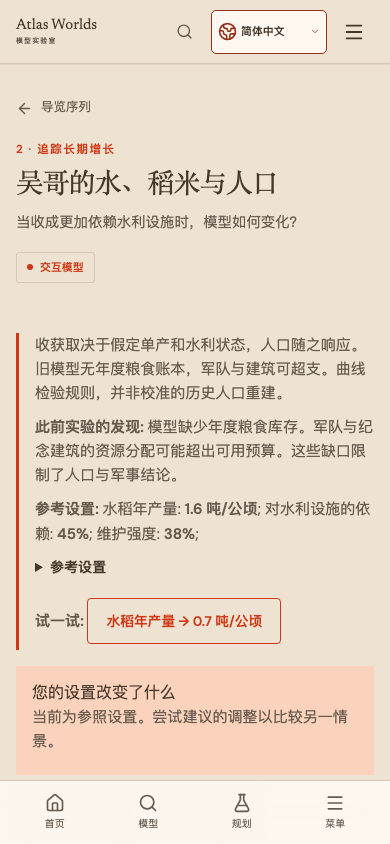 Atlas Worlds
模型实验室
简体中文
导览序列
2 · 追踪长期增长
吴哥的水、稻米与人口
当收成更加依赖水利设施时，模型如何变化？
交互模型
收获取决于假定单产和水利状态，人口随之响应。
旧模型无年度粮食账本，军队与建筑可超支。曲线
检验规则，并非校准的历史人口重建。
此前实验的发现: 模型缺少年度粮食库存。军队与纪
念建筑的资源分配可能超出可用预算。这些缺口限
制了人口与军事结论。
参考设置: 水稻年产量: 1.6 吨/公顷; 对水利设施的依
赖: 45%; 维护强度: 38%;
参考设置
试一试: 水稻年产量 → 0.7 吨/公顷
您的设置改变了什么
当前为参照设置。尝试建议的调整以比较另一情
景。
首页
模型
规划
菜单